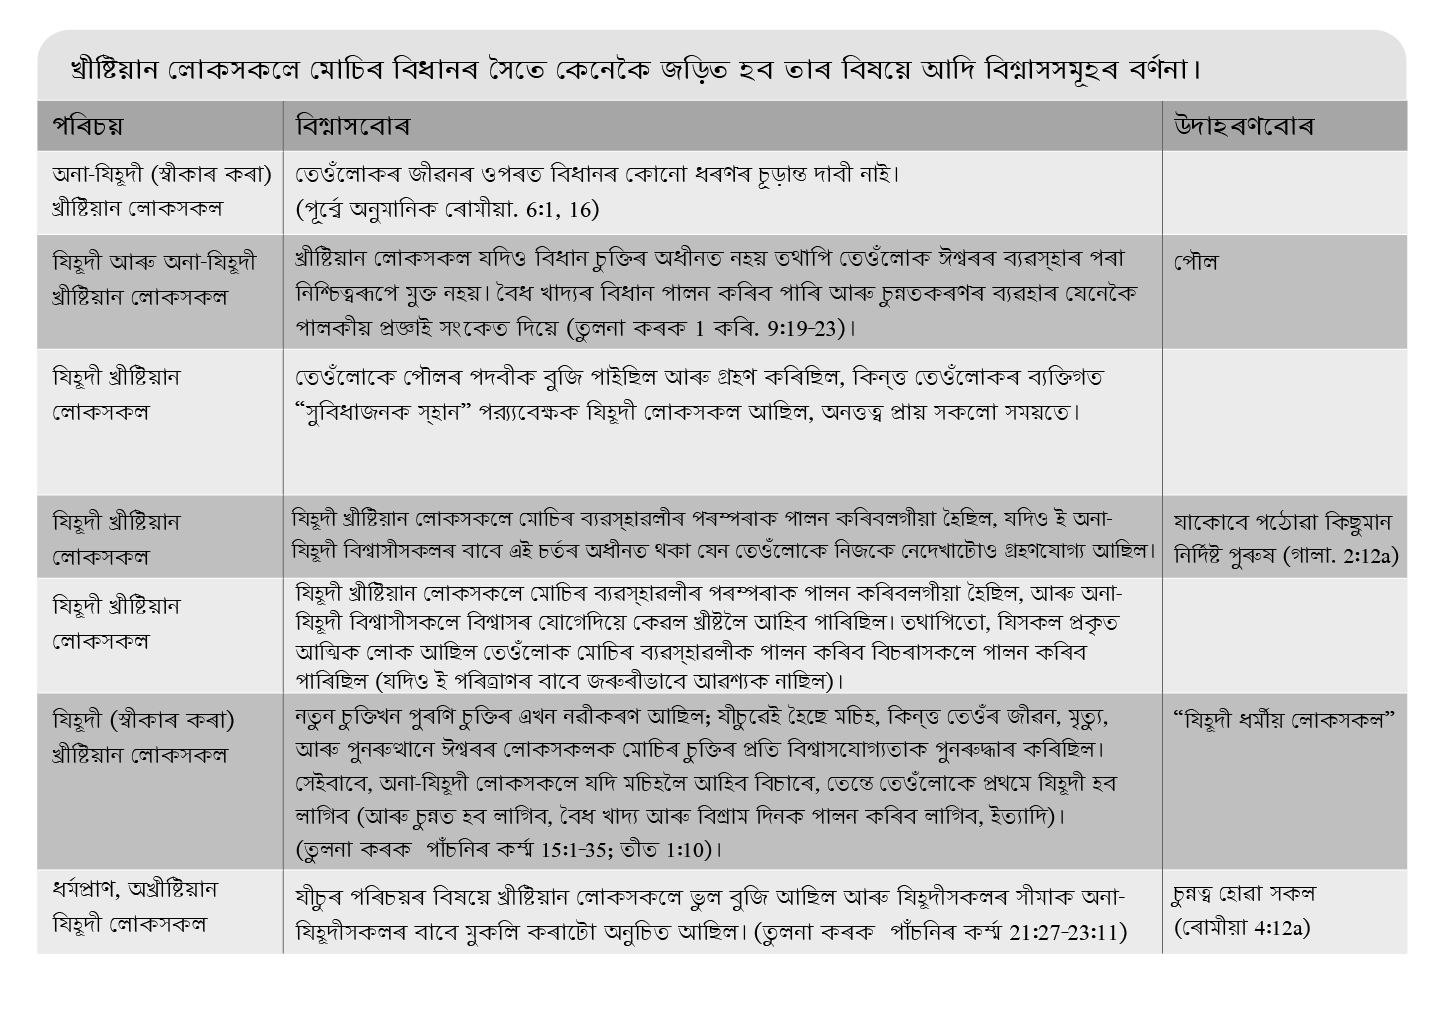 খ্ৰীষ্টিয়ান লোকসকলে মোচিৰ বিধানৰ সৈতে কেনেকৈ জড়িত হব তাৰ বিষয়ে আদি বিশ্বাসসমূহৰ বৰ্ণনা।
পৰিচয়
বিশ্বাসবোৰ
উদাহৰণবোৰ
অনা-যিহূদী (স্বীকাৰ কৰা)
খ্ৰীষ্টিয়ান লোকসকল
তেওঁলোকৰ জীৱনৰ ওপৰত বিধানৰ কোনো ধৰণৰ চূড়ান্ত দাবী নাই।
(পূৰ্ব্বে অনুমানিক ৰোমীয়া. 6:1, 16)
যিহূদী আৰু অনা-যিহূদী
খ্ৰীষ্টিয়ান লোকসকল
খ্ৰীষ্টিয়ান লোকসকল যদিও বিধান চুক্তিৰ অধীনত নহয় তথাপি তেওঁলোক ঈশ্বৰৰ ব্যৱস্হাৰ পৰা
নিশ্চিত্বৰূপে মুক্ত নহয়। বৈধ খাদ্যৰ বিধান পালন কৰিব পাৰি আৰু চুন্নতকৰণৰ ব্যৱহাৰ যেনেকৈ
পালকীয় প্ৰজ্ঞাই সংকেত দিয়ে (তুলনা কৰক 1 কৰি. 9:19-23)।
পৌল
যিহূদী খ্ৰীষ্টিয়ান
লোকসকল
তেওঁলোকে পৌলৰ পদবীক বুজি পাইছিল আৰু গ্ৰহণ কৰিছিল, কিন্ত্ত তেওঁলোকৰ ব্যক্তিগত
“সুবিধাজনক স্হান” পৰ্য্যবেক্ষক যিহূদী লোকসকল আছিল, অনত্তত্ব প্ৰায় সকলো সময়তে।
যিহূদী খ্ৰীষ্টিয়ান
লোকসকল
যিহূদী খ্ৰীষ্টিয়ান লোকসকলে মোচিৰ ব্যৱস্হাৱলীৰ পৰম্পৰাক পালন কৰিবলগীয়া হৈছিল, যদিও ই অনা-
যিহূদী বিশ্বাসীসকলৰ বাবে এই চৰ্তৰ অধীনত থকা যেন তেওঁলোকে নিজকে নেদেখাটোও গ্ৰহণযোগ্য আছিল।
যাকোবে পঠোৱা কিছুমান
নিৰ্দিষ্ট পুৰুষ (গালা. 2:12a)
যিহূদী খ্ৰীষ্টিয়ান
লোকসকল
যিহূদী খ্ৰীষ্টিয়ান লোকসকলে মোচিৰ ব্যৱস্হাৱলীৰ পৰম্পৰাক পালন কৰিবলগীয়া হৈছিল, আৰু অনা-
যিহূদী বিশ্বাসীসকলে বিশ্বাসৰ যোগেদিয়ে কেৱল খ্ৰীষ্টলৈ আহিব পাৰিছিল। তথাপিতো, যিসকল প্ৰকৃত
আত্মিক লোক আছিল তেওঁলোক মোচিৰ ব্যৱস্হাৱলীক পালন কৰিব বিচৰাসকলে পালন কৰিব
পাৰিছিল (যদিও ই পৰিত্ৰাণৰ বাবে জৰুৰীভাবে আৱশ্যক নাছিল)।
যিহূদী (স্বীকাৰ কৰা)
খ্ৰীষ্টিয়ান লোকসকল
নতুন চুক্তিখন পুৰণি চুক্তিৰ এখন নৱীকৰণ আছিল; যীচুৱেই হৈছে মচিহ, কিন্ত্ত তেওঁৰ জীৱন, মৃত্যু,
আৰু পুনৰুত্থানে ঈশ্বৰৰ লোকসকলক মোচিৰ চুক্তিৰ প্ৰতি বিশ্বাসযোগ্যতাক পুনৰুদ্ধাৰ কৰিছিল।
সেইবাবে, অনা-যিহূদী লোকসকলে যদি মচিহলৈ আহিব বিচাৰে, তেন্তে তেওঁলোকে প্ৰথমে যিহূদী হব
লাগিব (আৰু চুন্নত হব লাগিব, বৈধ খাদ্য আৰু বিশ্ৰাম দিনক পালন কৰিব লাগিব, ইত্যাদি)।
(তুলনা কৰক পাঁচনিৰ কৰ্ম্ম 15:1-35; তীত 1:10)।
“যিহূদী ধৰ্মীয় লোকসকল”
ধৰ্মপ্ৰাণ, অখ্ৰীষ্টিয়ান
যিহূদী লোকসকল
যীচুৰ পৰিচয়ৰ বিষয়ে খ্ৰীষ্টিয়ান লোকসকলে ভুল বুজি আছিল আৰু যিহূদীসকলৰ সীমাক অনা-
যিহূদীসকলৰ বাবে মুকলি কৰাটো অনুচিত আছিল। (তুলনা কৰক পাঁচনিৰ কৰ্ম্ম 21:27-23:11)
চুন্নত্ব হোৱা সকল
(ৰোমীয়া 4:12a)